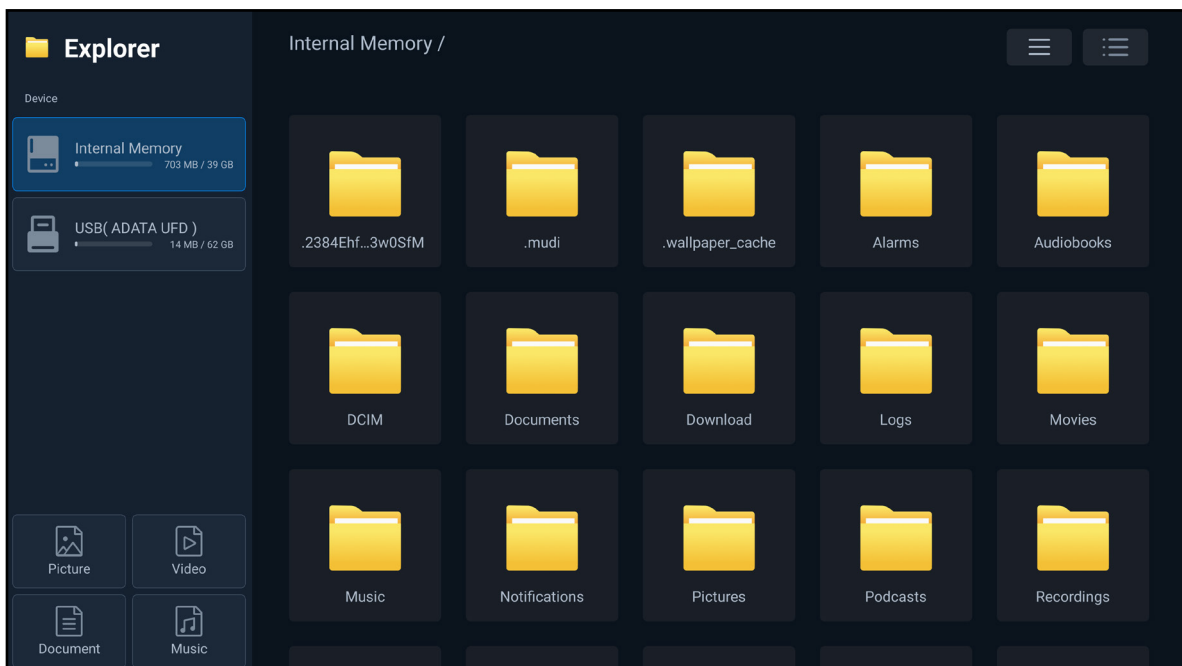 Explorer
Device
Internal Memory
703 MB / 39 GB
USB( ADATA UFD )
14 MB / 62 GB
Picture
Video
Document
Music
Internal Memory /
.2384Ehf...3w0SfM
.mudi
.wallpaper_cache
Alarms
Audiobooks
DCIM
Documents
Download
Logs
Movies
Music
Notifications
Pictures
Podcasts
Recordings